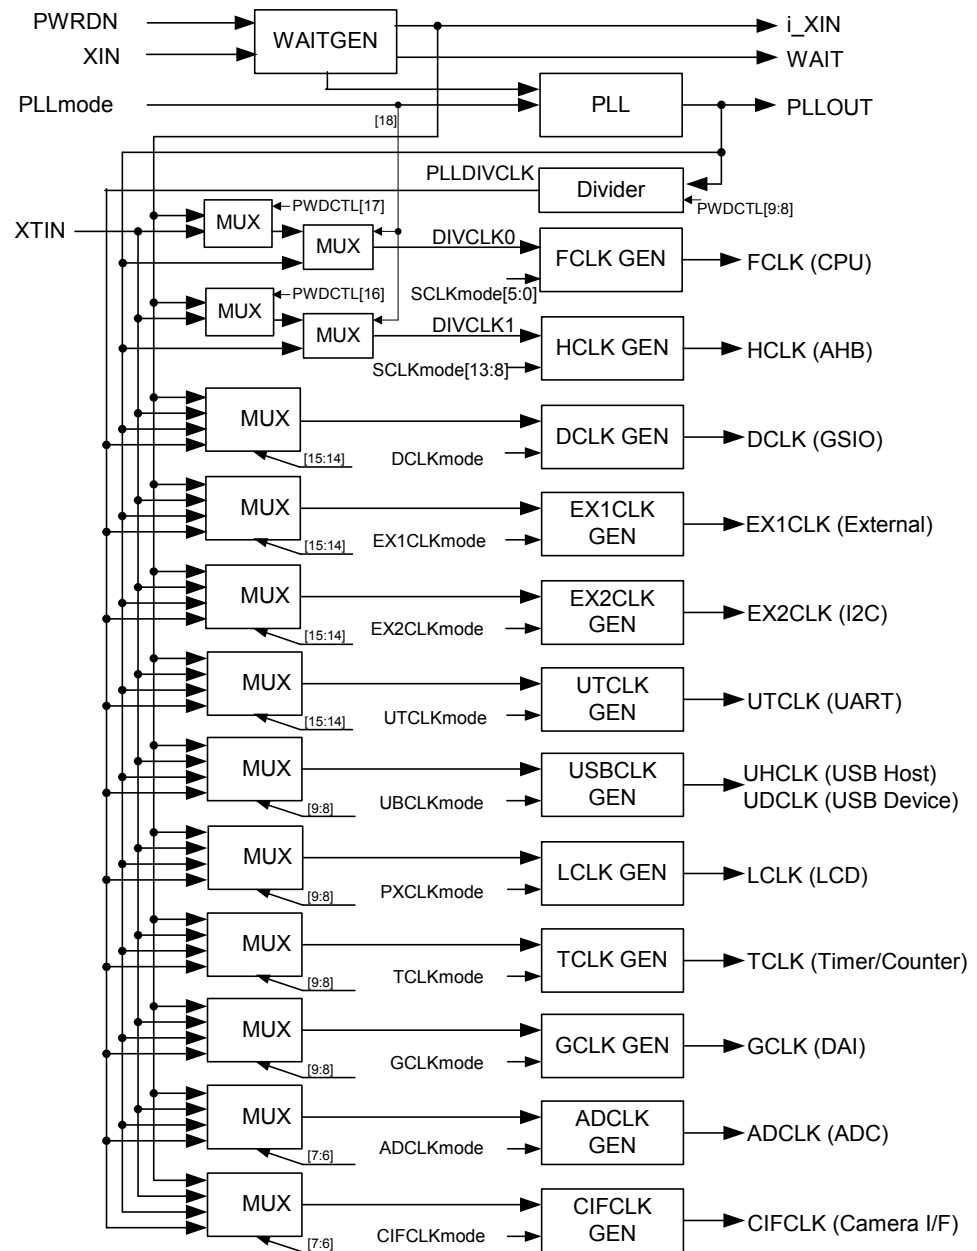 PWRDN
WAITGEN
i_XIN
XIN
WAIT
PLLmode
PLL
PLLOUT
[18]
PLLDIVCLK
Divider
PWDCTL[9:8]
XTIN
MUX
PWDCTL[17]
MUX
DIVCLK0
FCLK GEN
FCLK (CPU)
SCLKmode[5:0]
MUX
PWDCTL[16]
MUX
DIVCLK1
HCLK GEN
HCLK (AHB)
SCLKmode[13:8]
MUX
[15:14]
DCLKmode
DCLK GEN
DCLK (GSIO)
MUX
[15:14]
EX1CLKmode
EX1CLK
GEN
EX1CLK (External)
MUX
[15:14]
EX2CLKmode
EX2CLK
GEN
EX2CLK (I2C)
MUX
[15:14]
UTCLKmode
UTCLK
GEN
UTCLK (UART)
MUX
[9:8]
UBCLKmode
USBCLK
GEN
UHCLK (USB Host)
UDCLK (USB Device)
MUX
[9:8]
PXCLKmode
LCLK GEN
LCLK (LCD)
MUX
[9:8]
TCLKmode
TCLK GEN
TCLK (Timer/Counter)
MUX
[9:8]
GCLKmode
GCLK GEN
GCLK (DAI)
MUX
[7:6]
ADCLKmode
ADCLK
GEN
ADCLK (ADC)
MUX
[7:6]
CIFCLKmode
CIFCLK
GEN
CIFCLK (Camera I/F)